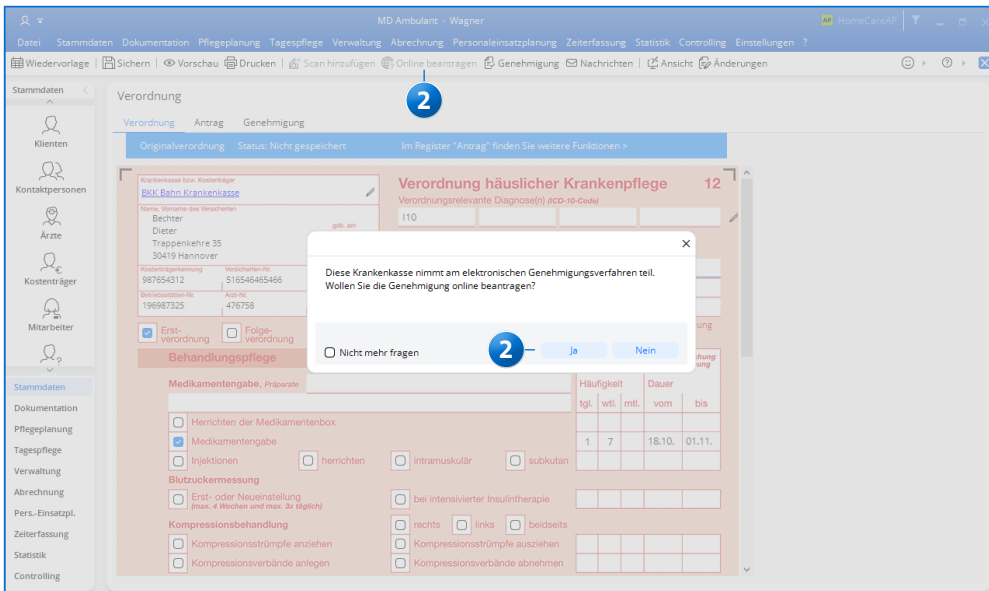 MD Ambulant - Wagner
AP HomeCareAP
Datei Stammdaten Dokumentation Pflegeplanung Tagespflege Verwaltung Abrechnung Personaleinsatzplanung Zeiterfassung Statistik Controlling Einstellungen ?
Wiedervorlage Sichern Vorschau Drucken Scan hinzufügen Online beantragen Genehmigung Nachrichten Ansicht Änderungen
2
Stammdaten
Klienten
Kontaktpersonen
Ärzte
Kostenträger
Mitarbeiter
Stammdaten
Dokumentation
Pflegeplanung
Tagespflege
Verwaltung
Abrechnung
Pers.-Einsatzpl.
Zeiterfassung
Statistik
Controlling
Verordnung
Verordnung Antrag Genehmigung
Originalverordnung Status: Nicht gespeichert Im Register "Antrag" finden Sie weitere Funktionen >
Krankenkasse bzw. Kostenträger
BKK Bahn Krankenkasse
Name, Vorname des Versicherten
Bechter
Dieter
geb. am
Trappenkehre 35
30419 Hannover
Kostenträgerkennung Versicherten-Nr.
987654312 516546465466
Betriebsstätten-Nr. Arzt-Nr.
196987325 476758
Verordnung häuslicher Krankenpflege 12
Verordnungsrelevante Diagnose(n) (ICD-10-Code)
I10
Diese Krankenkasse nimmt am elektronischen Genehmigungsverfahren teil.
Wollen Sie die Genehmigung online beantragen?
Nicht mehr fragen
2
Ja Nein
Erst-verordnung Folge-verordnung
ung
Behandlungspflege
hung
ung
Medikamentengabe, Präparate
Häufigkeit Dauer
tgl. wtl. mtl. vom bis
Herrichten der Medikamentenbox
Medikamentengabe 1 7 18.10. 01.11.
Injektionen herrichten intramuskulär subkutan
Blutzuckermessung
Erst- oder Neueinstellung
(max. 4 Wochen und max. 3x täglich)
bei intensivierter Insulintherapie
Kompressionsbehandlung rechts links beidseits
Kompressionsstrümpfe anziehen Kompressionsstrümpfe ausziehen
Kompressionsverbände anlegen Kompressionsverbände abnehmen